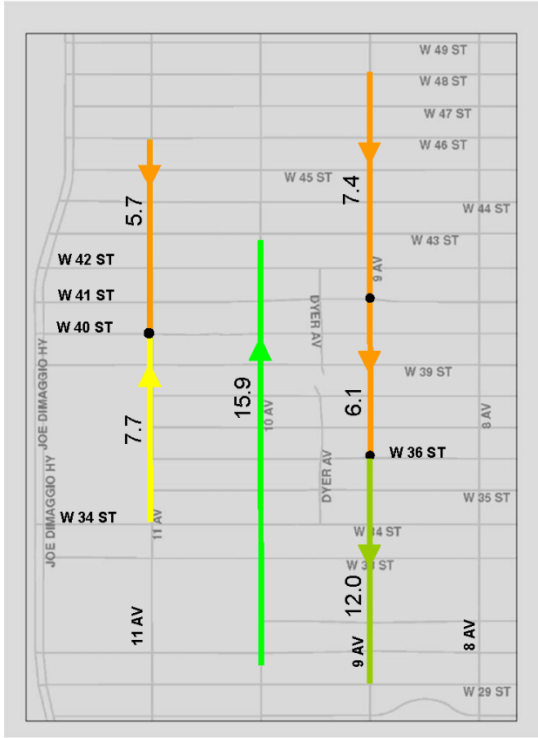 W 49 ST
W 48 ST
W 47 ST
W 46 ST
W 45 ST
7.4
5.7
W 44 ST
W 43 ST
W 42 ST
9 AV
W 41 ST
DYER AV
W 40 ST
JOE DIMAGGIO HY
W 39 ST
15.9
6.1
10 AV
8 AV
7.7
W 36 ST
DYER AV
JOE DIMAGGIO HY
W 35 ST
W 34 ST
11 AV
W 34 ST
W 33 ST
12.0
11 AV
9 AV
8 AV
W 29 ST